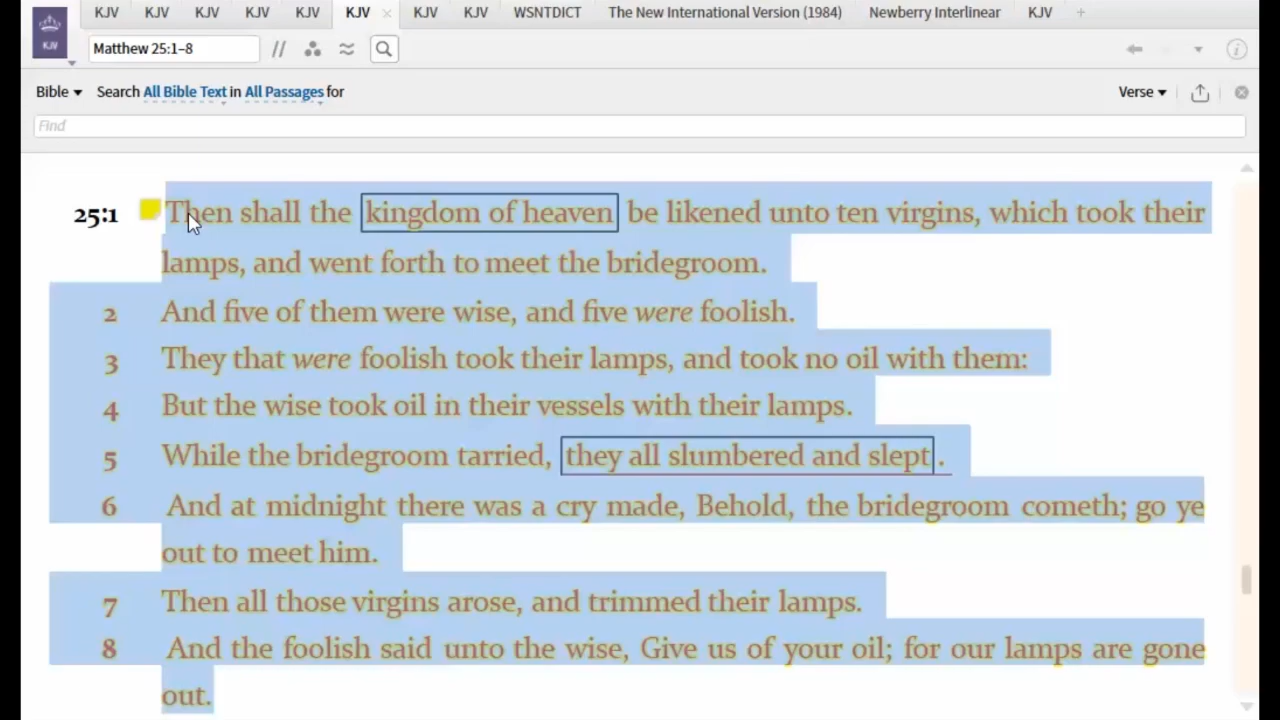 KJV KJV KJV KJV KJV KJV KJV KJV WSNTDICT The New International Version (1984) Newberry Interlinear KJV
KJV
Matthew 25:1–8
Bible Search All Bible Text in All Passages for Verse
Find
25:1 Then shall the kingdom of heaven be likened unto ten virgins, which took their
lamps, and went forth to meet the bridegroom.
2 And five of them were wise, and five were foolish.
3 They that were foolish took their lamps, and took no oil with them:
4 But the wise took oil in their vessels with their lamps.
5 While the bridegroom tarried, they all slumbered and slept.
6 And at midnight there was a cry made, Behold, the bridegroom cometh; go ye
out to meet him.
7 Then all those virgins arose, and trimmed their lamps.
8 And the foolish said unto the wise, Give us of your oil; for our lamps are gone
out.